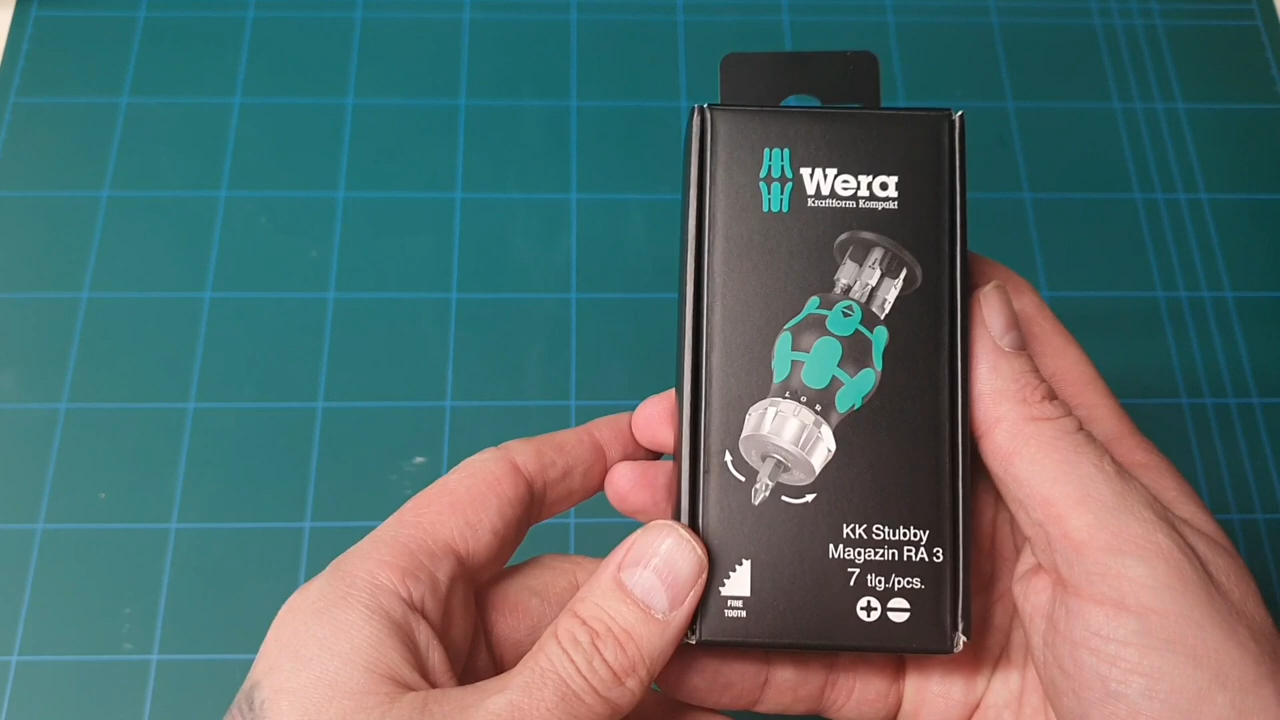 Wera
Kraftform Kompakt
L O R
KK Stubby
Magazin RA 3
7 tlg./pcs.
FINE
TOOTH